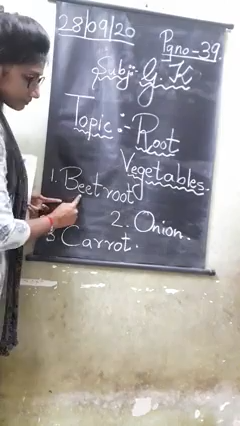 28/09/20
Pgno-39.
Subj:- G.K
Topic:- Root
Vegetables.
1. Beetroot
2. Onion.
3 Carrot.